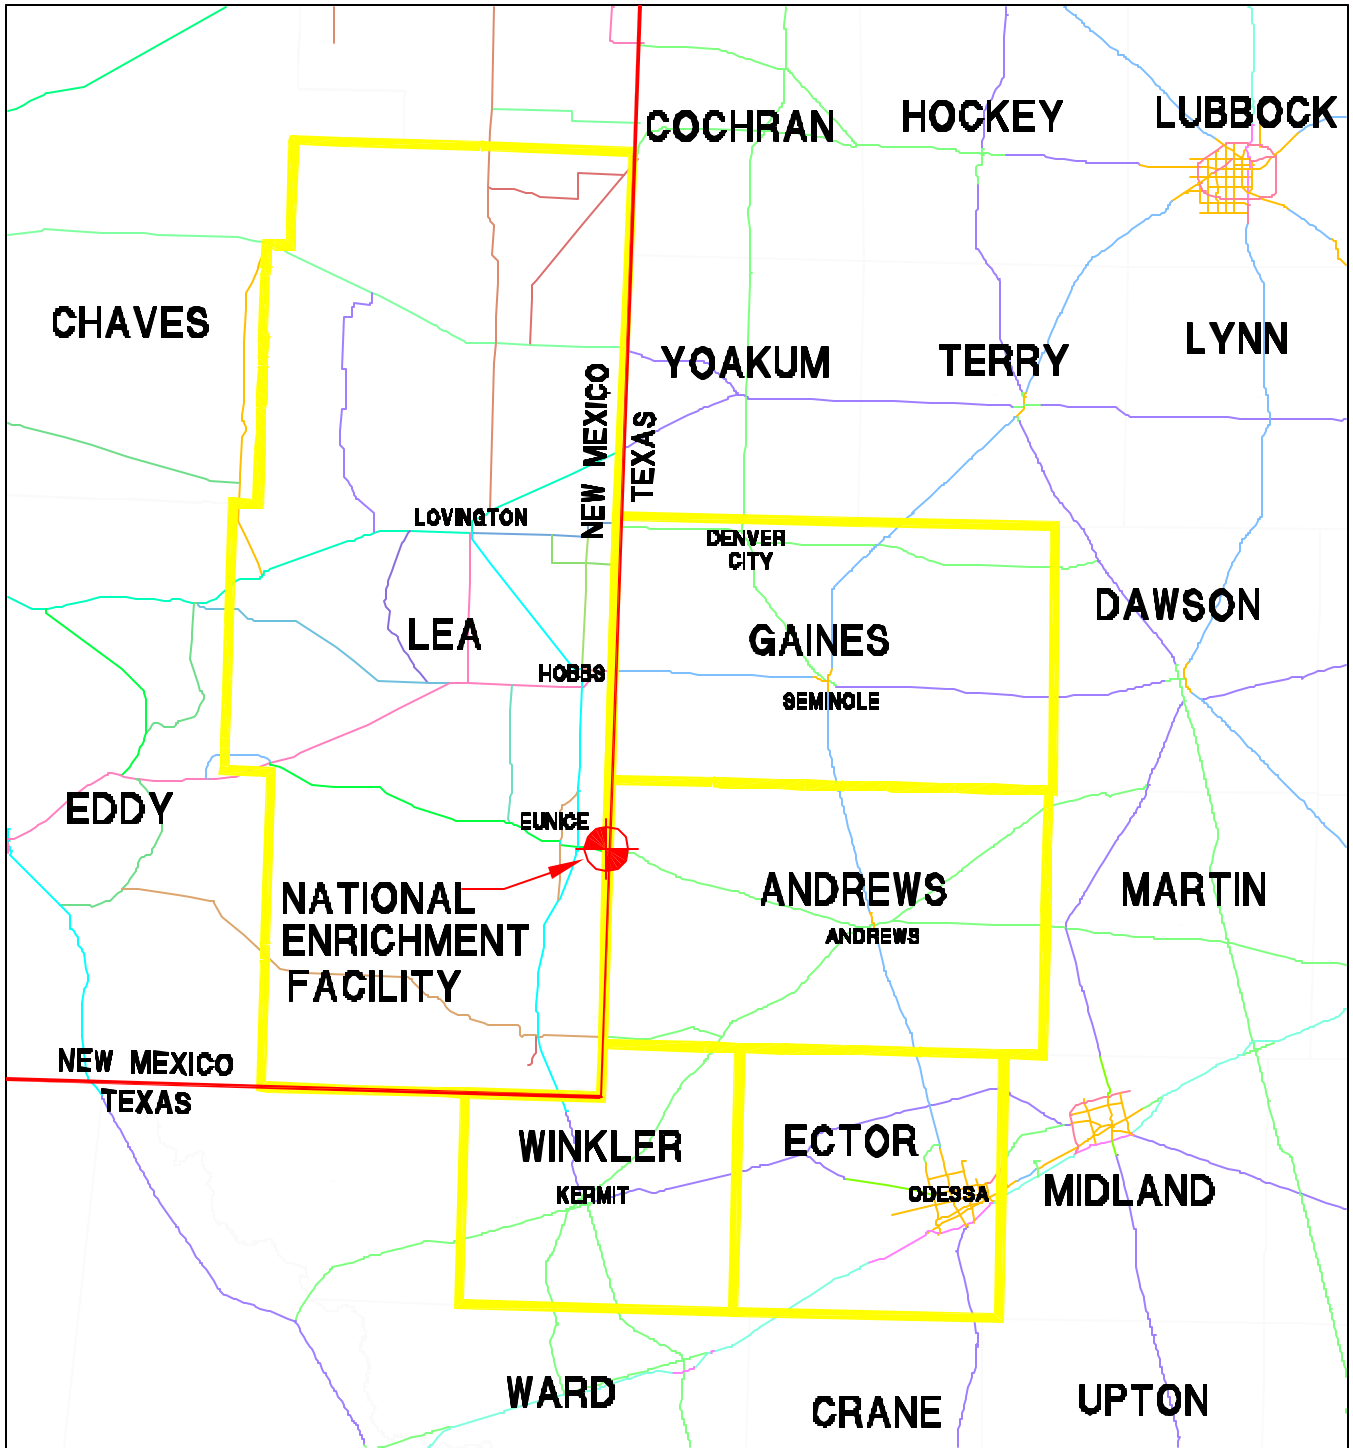 COCHRAN
HOCKEY
LUBBOCK
CHAVES
YOAKUM
TERRY
LYNN
NEW MEXICO
TEXAS
LOVINGTON
DENVER
CITY
LEA
GAINES
DAWSON
HOBBS
SEMINOLE
EDDY
EUNICE
NATIONAL
ENRICHMENT
FACILITY
ANDREWS
ANDREWS
MARTIN
NEW MEXICO
TEXAS
WINKLER
ECTOR
KERMIT
ODESSA
MIDLAND
WARD
CRANE
UPTON